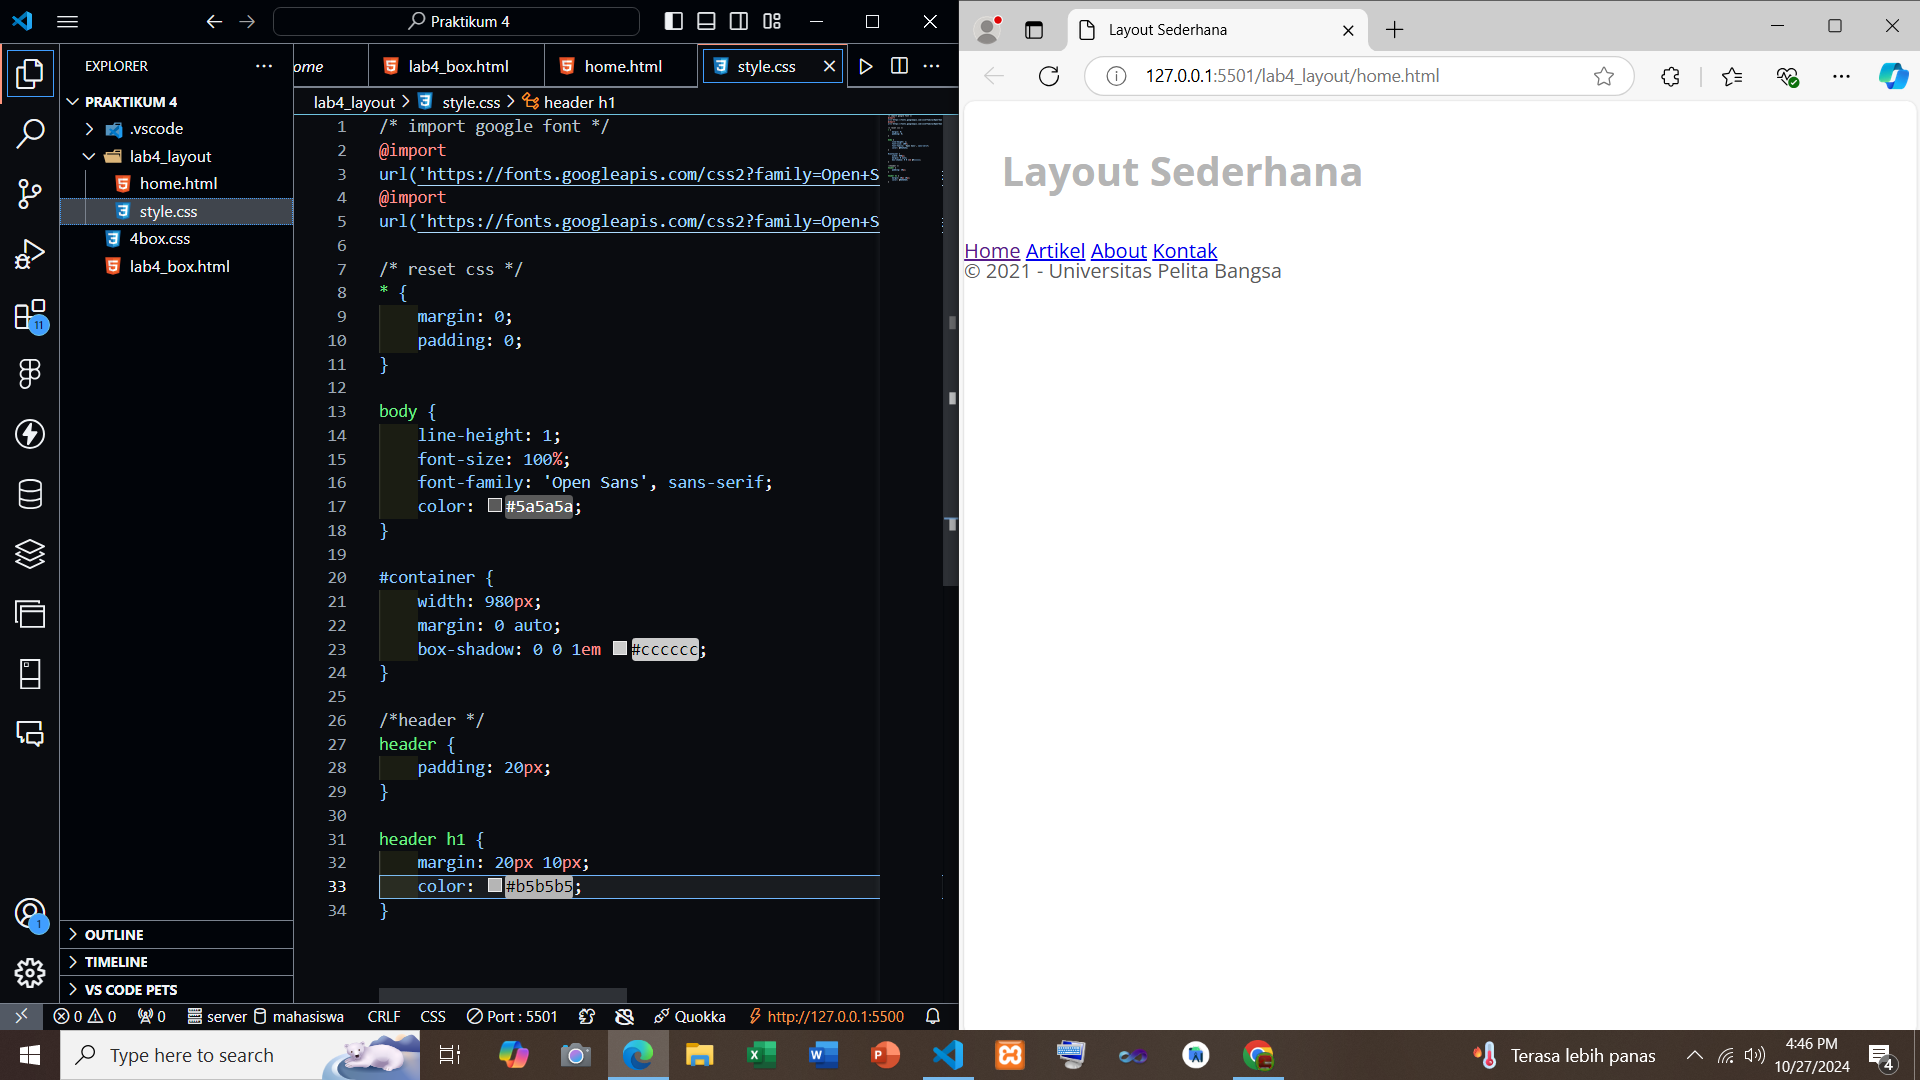 Praktikum 4
EXPLORER
PRAKTIKUM 4
.vscode
lab4_layout
home.html
style.css
4box.css
lab4_box.html
11
1
OUTLINE
TIMELINE
VS CODE PETS
ome
lab4_box.html
home.html
style.css
lab4_layout > style.css > header h1
1 /* import google font */
2 @import
3 url('https://fonts.googleapis.com/css2?family=Open+S
4 @import
5 url('https://fonts.googleapis.com/css2?family=Open+S
6
7 /* reset css */
8 * {
9 margin: 0;
10 padding: 0;
11 }
12
13 body {
14 line-height: 1;
15 font-size: 100%;
16 font-family: 'Open Sans', sans-serif;
17 color: #5a5a5a;
18 }
19
20 #container {
21 width: 980px;
22 margin: 0 auto;
23 box-shadow: 0 0 1em #cccccc;
24 }
25
26 /*header */
27 header {
28 padding: 20px;
29 }
30
31 header h1 {
32 margin: 20px 10px;
33 color: #b5b5b5;
34 }
0 0 0 server mahasiswa CRLF CSS Port : 5501 Quokka http://127.0.0.1:5500
Layout Sederhana
127.0.0.1:5501/lab4_layout/home.html
Layout Sederhana
Home Artikel About Kontak
© 2021 - Universitas Pelita Bangsa
Type here to search
Terasa lebih panas
4:46 PM
10/27/2024
4